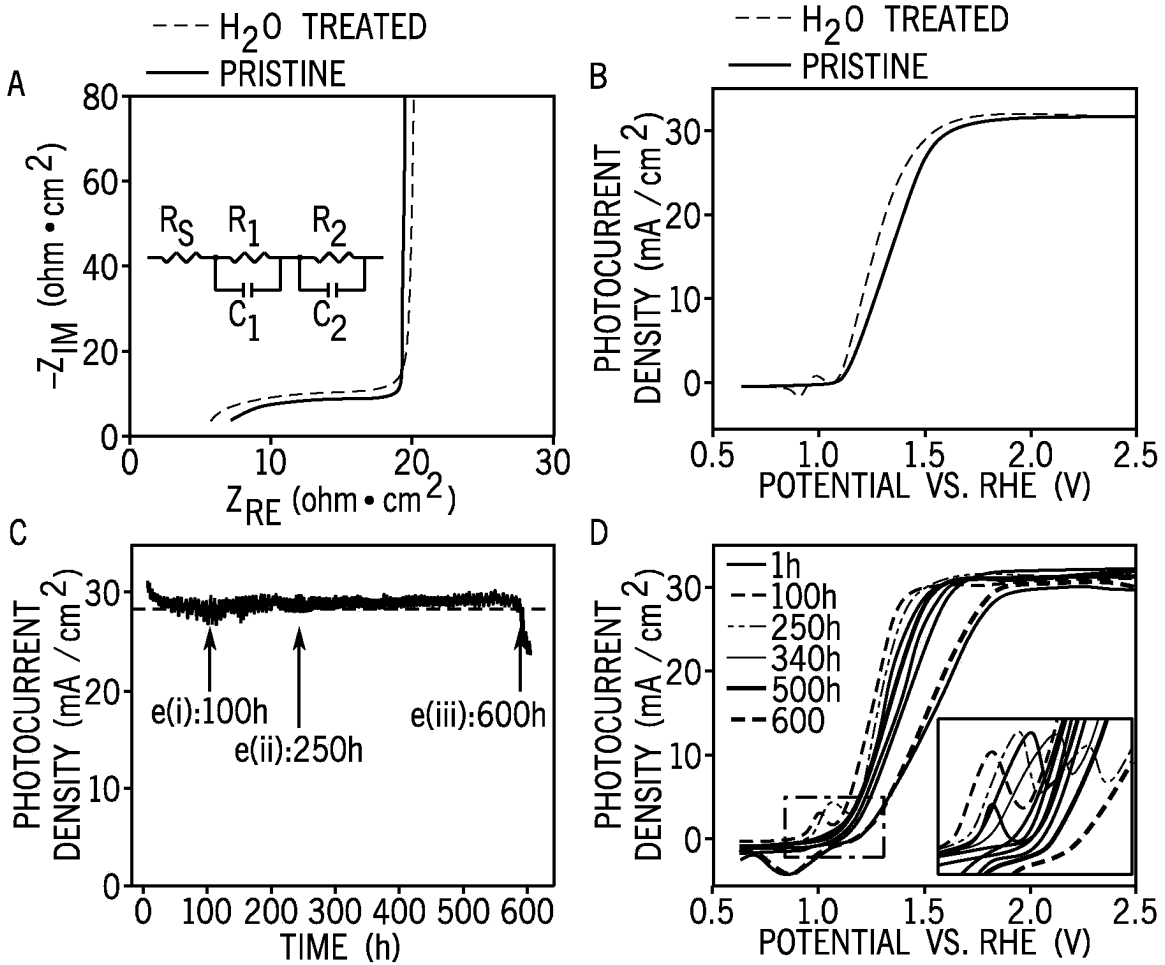 H2O TREATED
PRISTINE
A
80
60
40
20
0
-ZIM (ohm•cm2)
RS R1 R2
C1 C2
0 10 20 30
ZRE (ohm•cm2)
H2O TREATED
PRISTINE
B
30
20
10
0
PHOTOCURRENT
DENSITY (mA/cm2)
0.5 1.0 1.5 2.0 2.5
POTENTIAL VS. RHE (V)
C
30
20
10
0
PHOTOCURRENT
DENSITY (mA/cm2)
e(i):100h
e(ii):250h
e(iii):600h
0 100 200 300 400 500 600
TIME (h)
D
1h
100h
250h
340h
500h
600
30
20
10
0
PHOTOCURRENT
DENSITY (mA/cm2)
0.5 1.0 1.5 2.0 2.5
POTENTIAL VS. RHE (V)